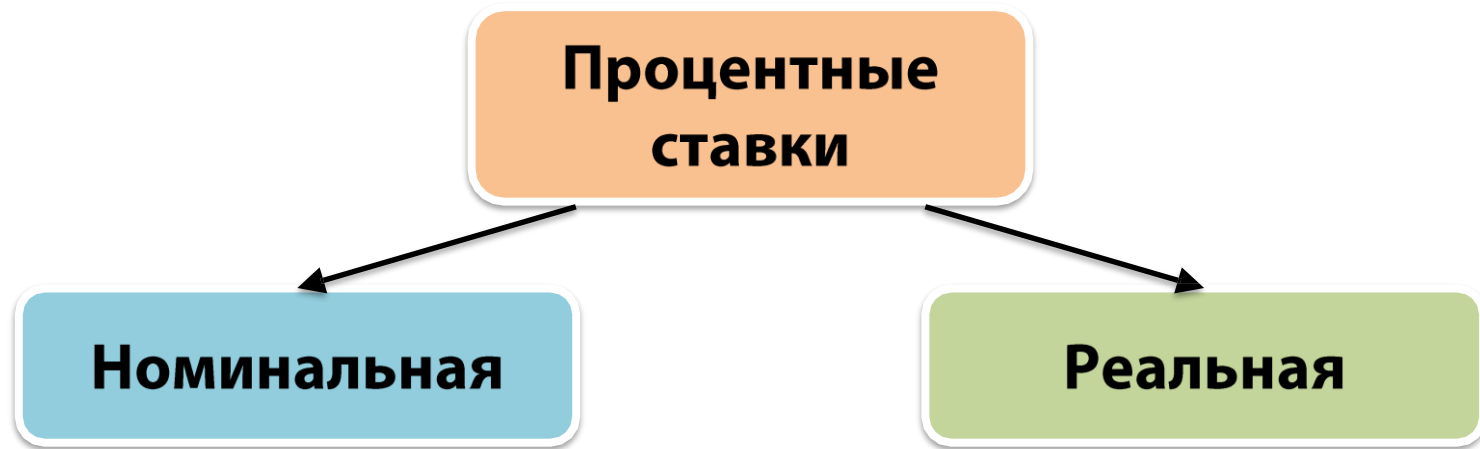 Процентные
ставки
Номинальная
Реальная